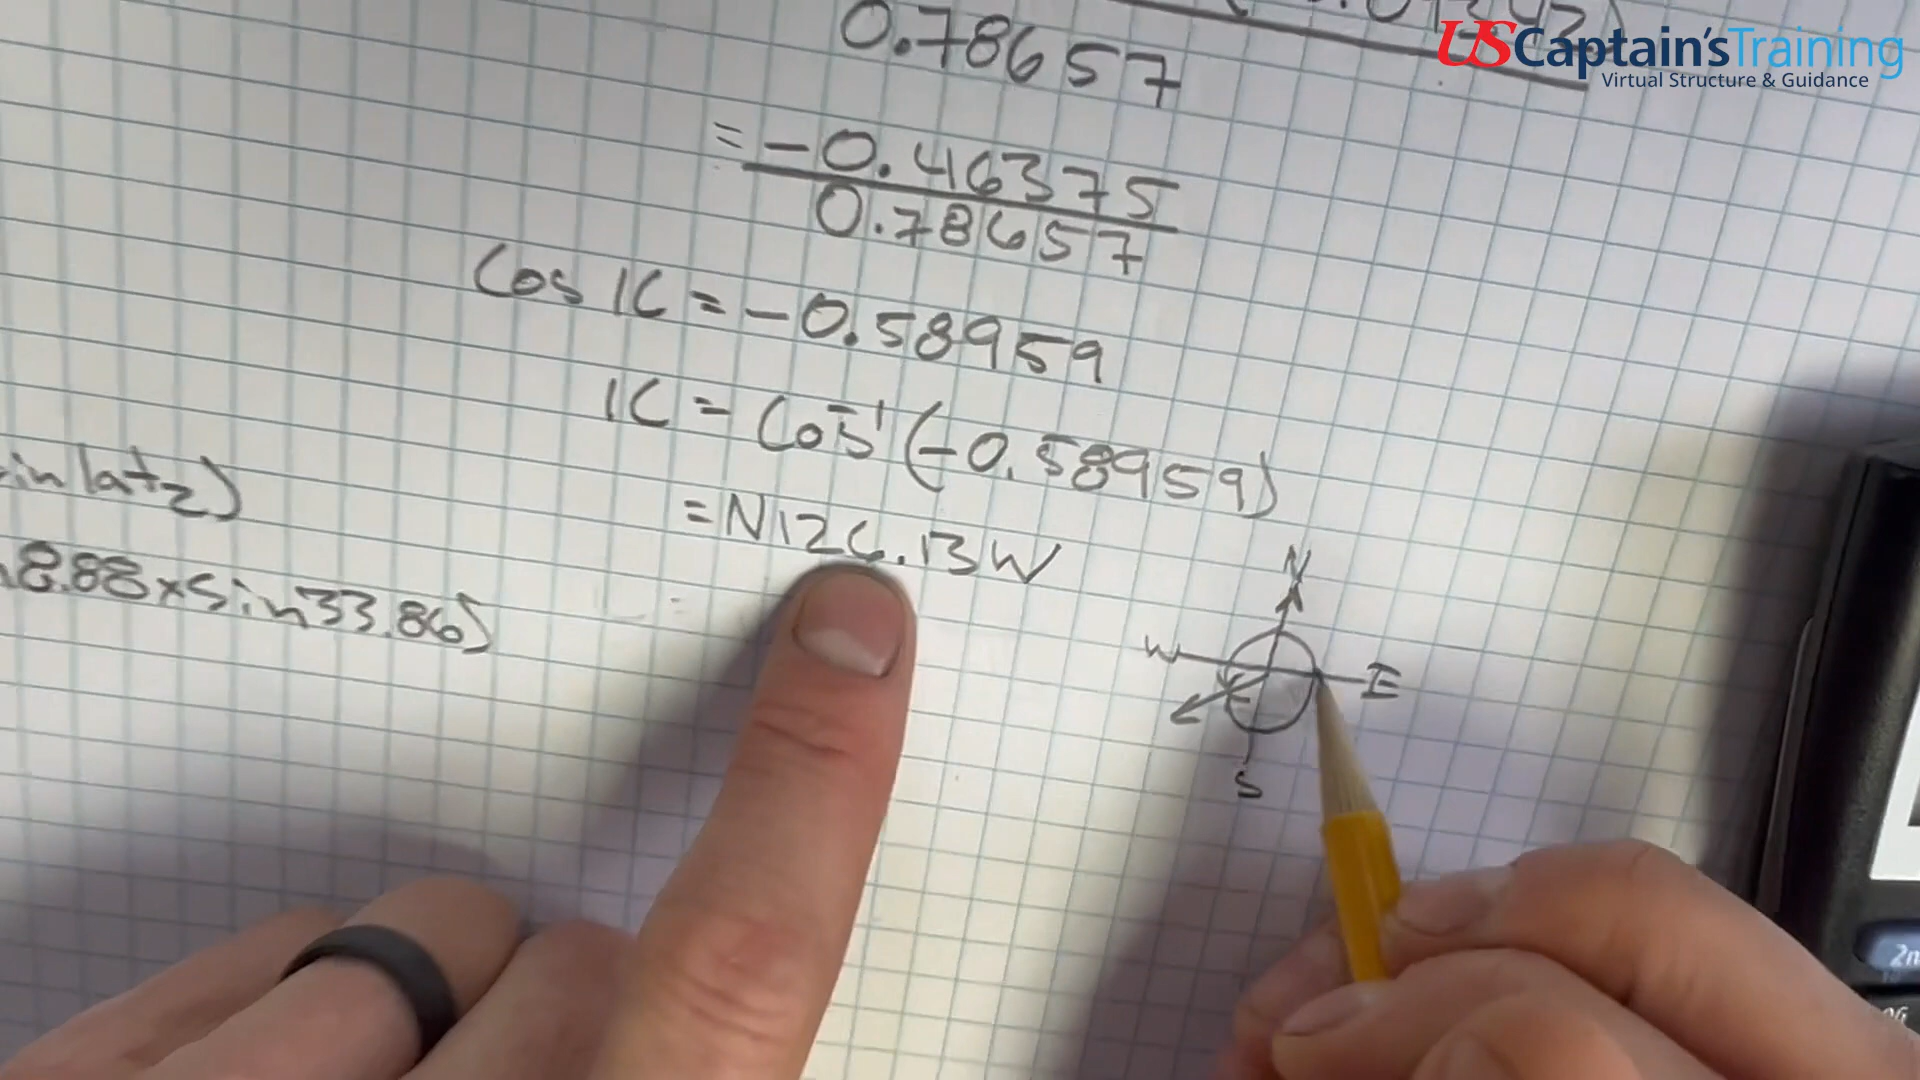 USCaptain'sTraining
Virtual Structure & Guidance
0.78657
= -0.46375
0.78657
Cos IC = -0.58959
IC = Cos⁻¹(-0.58959)
= N126.13W
in lat2)
8.88 x Sin 33.86)
N
W
E
S
2n